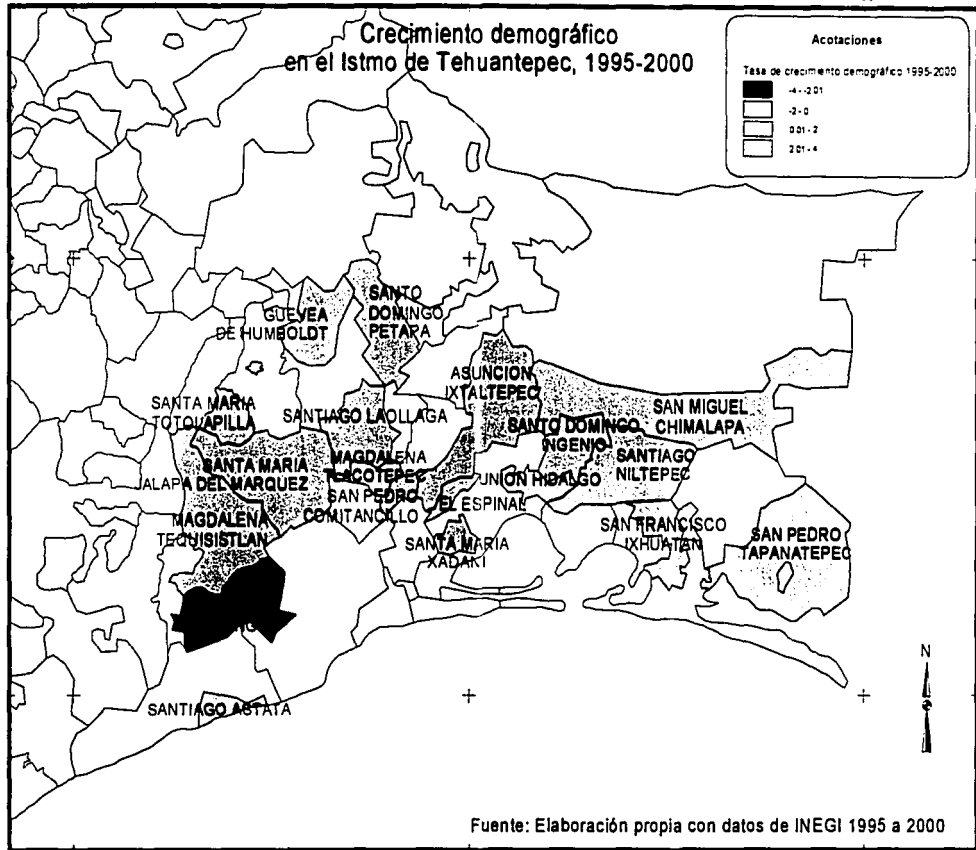 Crecimiento demográfico
en el Istmo de Tehuantepec, 1995-2000
Acotaciones
Tasa de crecimiento demográfico 1995-2000
-4 - -2.01
-2 - 0
0.01 - 2
2.01 - 4
GUEVEA
DE HUMBOLDT
SANTO
DOMINGO
PETAPA
ASUNCION
IXTALTEPEC
SANTA MARIA
TOTOLAPILLA
SANTIAGO LAOLLAGA
SAN MIGUEL
CHIMALAPA
SANTO DOMINGO
INGENIO
SANTA MARIA
JALAPA DEL MARQUEZ
MAGDALENA
TLACOTEPEC
SANTIAGO
NILTEPEC
UNION HIDALGO
SAN PEDRO
COMITANCILLO
EL ESPINAL
MAGDALENA
TEQUISISTLAN
SANTA MARIA
XADANI
SAN FRANCISCO
IXHUATAN
SAN PEDRO
TAPANATEPEC
SANTIAGO ASTATA
N
Fuente: Elaboración propia con datos de INEGI 1995 a 2000